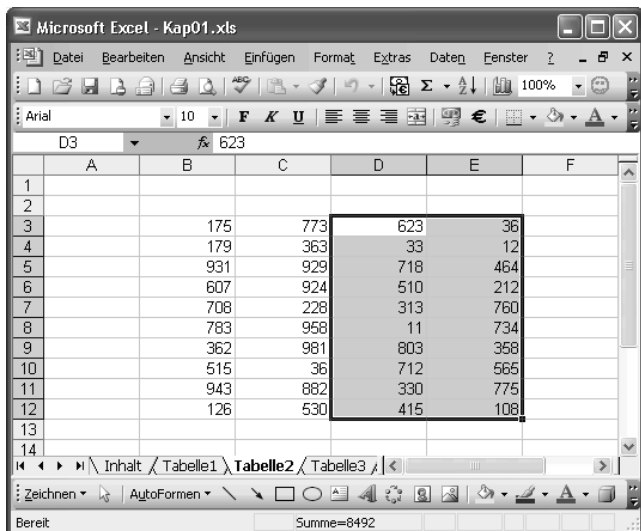 Microsoft Excel - Kap01.xls
Datei Bearbeiten Ansicht Einfügen Format Extras Daten Fenster ?
ABC Σ 100%
Arial 10 F K U € A
D3 fx 623
A B C D E F
1
2
3 175 773 623 36
4 179 363 33 12
5 931 929 718 464
6 607 924 510 212
7 708 228 313 760
8 783 958 11 734
9 362 981 803 358
10 515 36 712 565
11 943 882 330 775
12 126 530 415 108
13
14
Inhalt / Tabelle1 \ Tabelle2 / Tabelle3 /
Zeichnen AutoFormen A A
Bereit Summe=8492